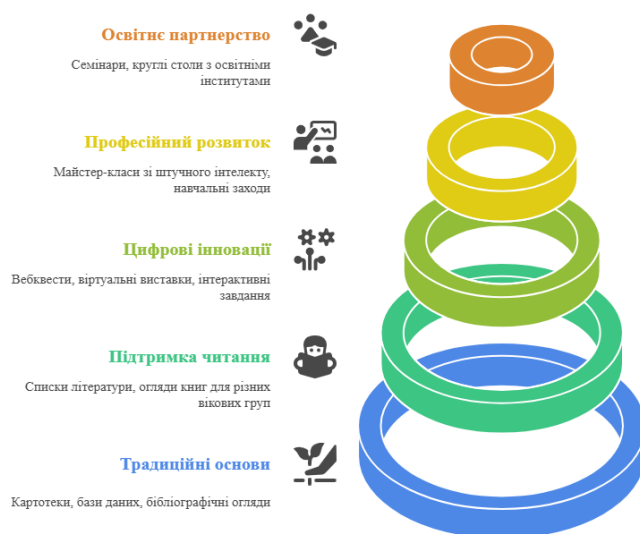 Освітнє партнерство
Семінари, круглі столи з освітніми
інститутами
Професійний розвиток
Майстер-класи зі штучного інтелекту,
навчальні заходи
Цифрові інновації
Вебквести, віртуальні виставки, інтерактивні
завдання
Підтримка читання
Списки літератури, огляди книг для різних
вікових груп
Традиційні основи
Картотеки, бази даних, бібліографічні огляди